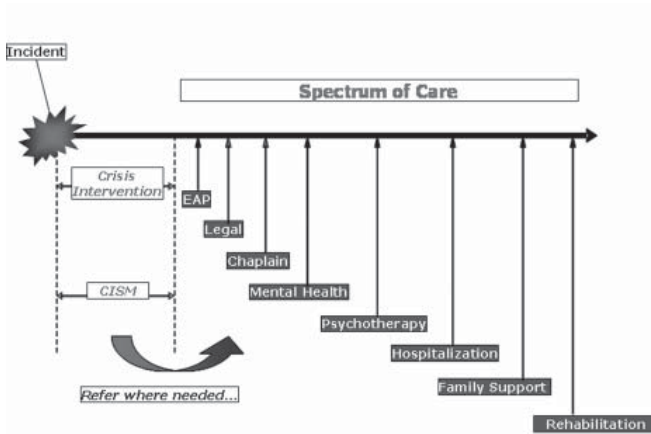 Incident
Spectrum of Care
Crisis
Intervention
EAP
Legal
Chaplain
CISM
Mental Health
Psychotherapy
Hospitalization
Family Support
Refer where needed...
Rehabilitation